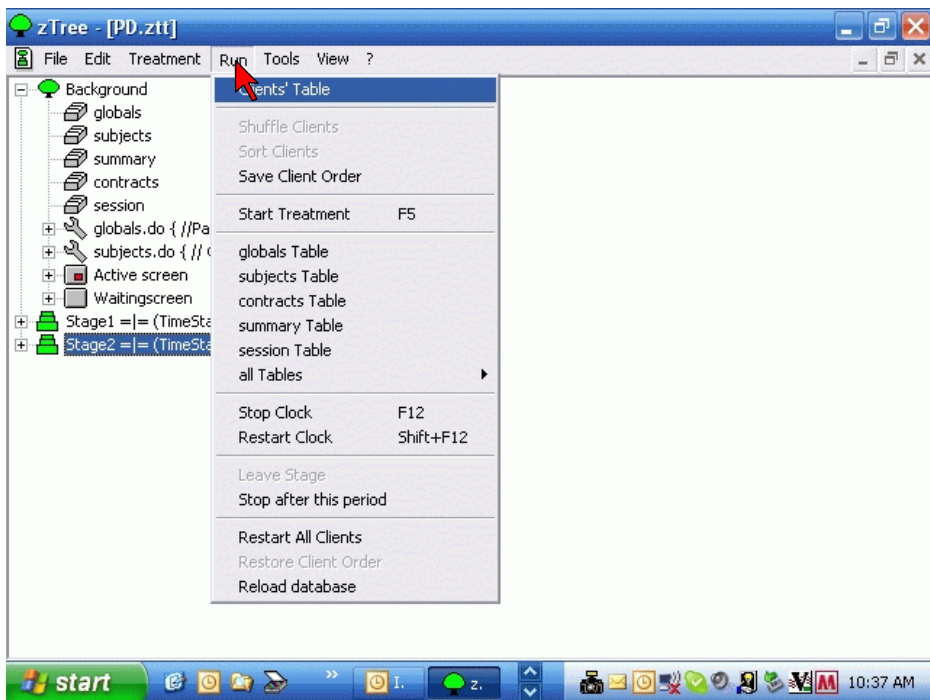 zTree - [PD.ztt]
File Edit Treatment Run Tools View ?
Background
globals
subjects
summary
contracts
session
globals.do { //Pa
subjects.do { //
Active screen
Waitingscreen
Stage1 =|= (TimeSta
Stage2 =|= (TimeSta
Clients' Table
Shuffle Clients
Sort Clients
Save Client Order
Start Treatment F5
globals Table
subjects Table
contracts Table
summary Table
session Table
all Tables
Stop Clock F12
Restart Clock Shift+F12
Leave Stage
Stop after this period
Restart All Clients
Restore Client Order
Reload database
start » I. z. 10:37 AM